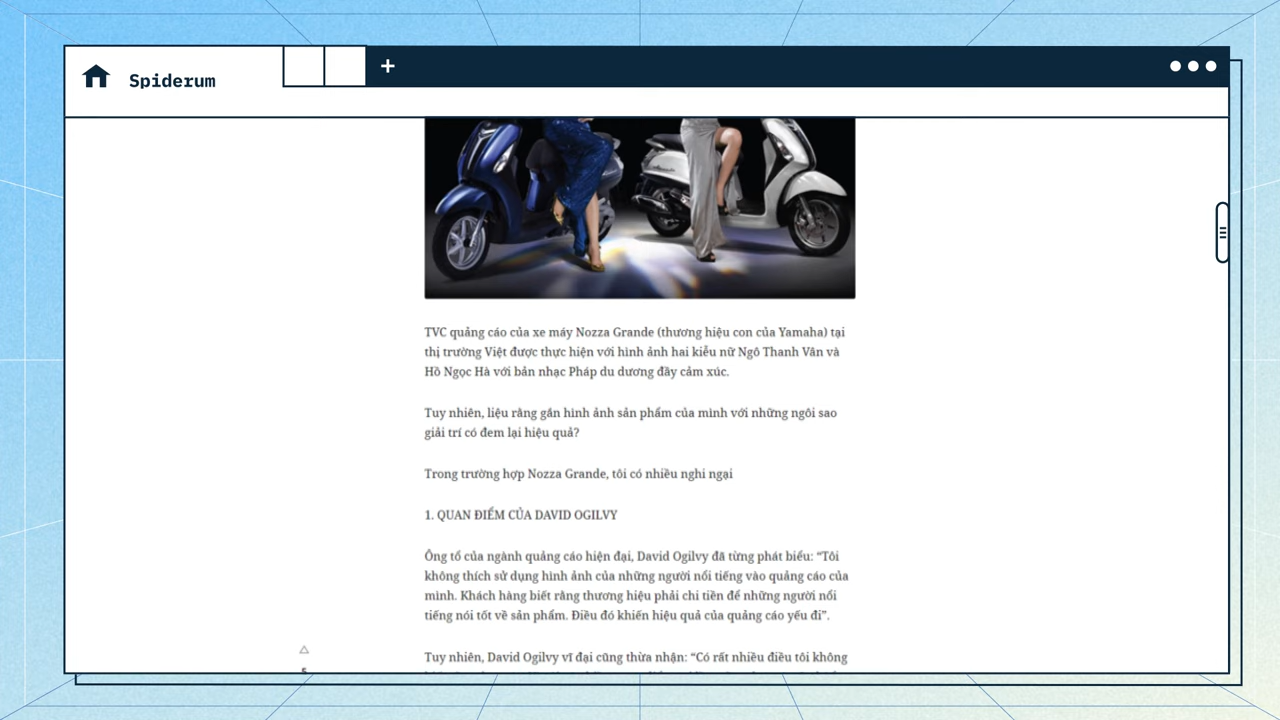 Spiderum
TVC quảng cáo của xe máy Nozza Grande (thương hiệu con của Yamaha) tại
thị trường Việt được thực hiện với hình ảnh hai kiều nữ Ngô Thanh Vân và
Hồ Ngọc Hà với bản nhạc Pháp du dương đầy cảm xúc.
Tuy nhiên, liệu rằng gắn hình ảnh sản phẩm của mình với những ngôi sao
giải trí có đem lại hiệu quả?
Trong trường hợp Nozza Grande, tôi có nhiều nghi ngại
1. QUAN ĐIỂM CỦA DAVID OGILVY
Ông tổ của ngành quảng cáo hiện đại, David Ogilvy đã từng phát biểu: “Tôi
không thích sử dụng hình ảnh của những người nổi tiếng vào quảng cáo của
mình. Khách hàng biết rằng thương hiệu phải chi tiền để những người nổi
tiếng nói tốt về sản phẩm. Điều đó khiến hiệu quả của quảng cáo yếu đi”.
Tuy nhiên, David Ogilvy vĩ đại cũng thừa nhận: “Có rất nhiều điều tôi không